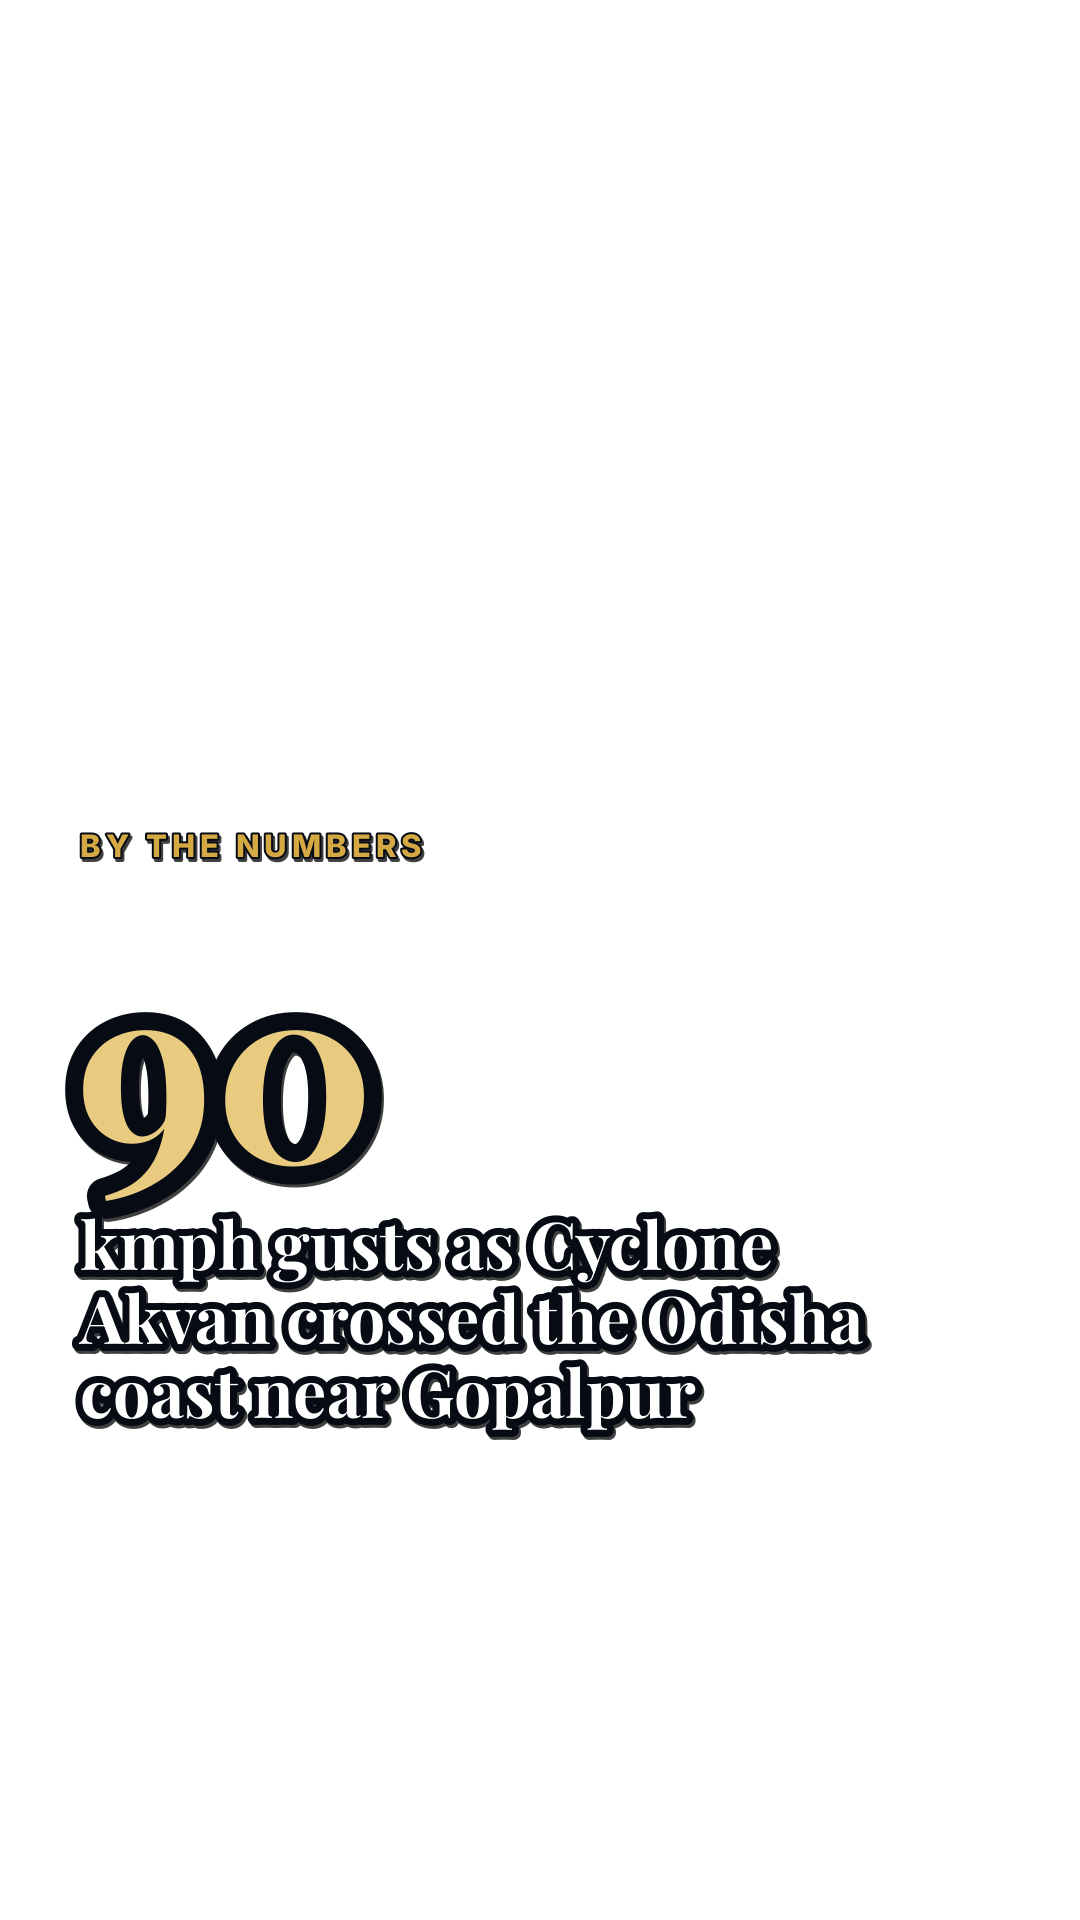 BY THE NUMBERS
90
kmph gusts as Cyclone
Akvan crossed the Odisha
coast near Gopalpur